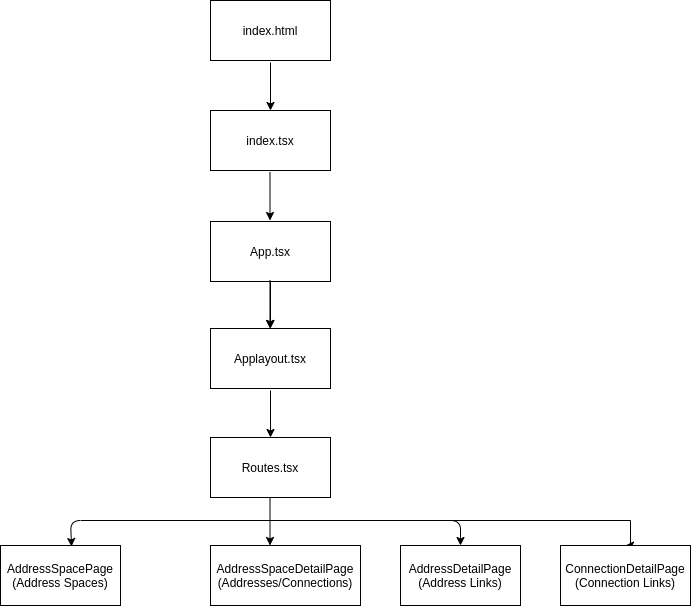 index.html
index.tsx
App.tsx
Applayout.tsx
Routes.tsx
AddressSpacePage
(Address Spaces)
AddressSpaceDetailPage
(Addresses/Connections)
AddressDetailPage
(Address Links)
ConnectionDetailPage
(Connection Links)